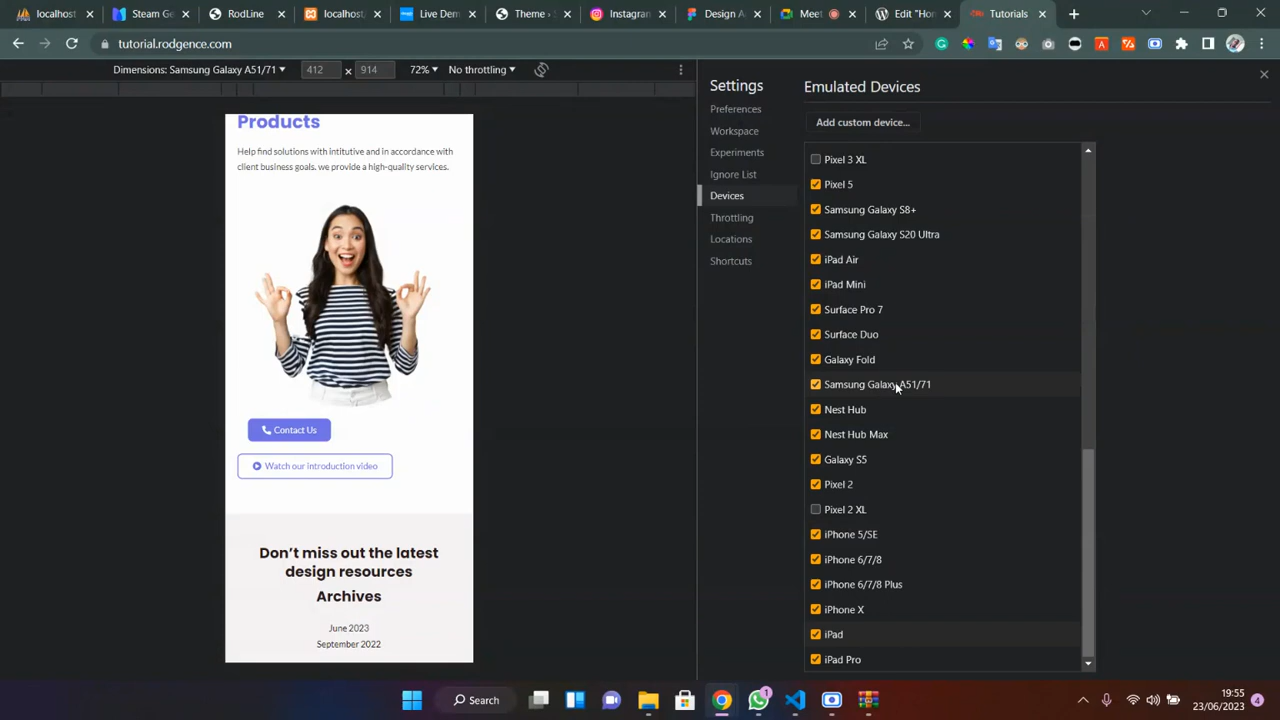 Steam Ge
RodLine
localhost/
Live Dem
Theme ‹ S
Instagran
Design A
Meet
Edit "Hon
Tutorials
tutorial.rodgence.com
Dimensions: Samsung Galaxy A51/71
412 × 914
72%
No throttling
Products
Help find solutions with intitutive and in accordance with
client business goals. we provide a high-quality services.
Contact Us
Watch our introduction video
Don't miss out the latest
design resources
Archives
June 2023
September 2022
Settings
Preferences
Workspace
Experiments
Ignore List
Devices
Throttling
Locations
Shortcuts
Emulated Devices
Add custom device...
Pixel 3 XL
Pixel 5
Samsung Galaxy S8+
Samsung Galaxy S20 Ultra
iPad Air
iPad Mini
Surface Pro 7
Surface Duo
Galaxy Fold
Samsung Galaxy A51/71
Nest Hub
Nest Hub Max
Galaxy S5
Pixel 2
Pixel 2 XL
iPhone 5/SE
iPhone 6/7/8
iPhone 6/7/8 Plus
iPhone X
iPad
iPad Pro
Search
19:55
23/06/2023